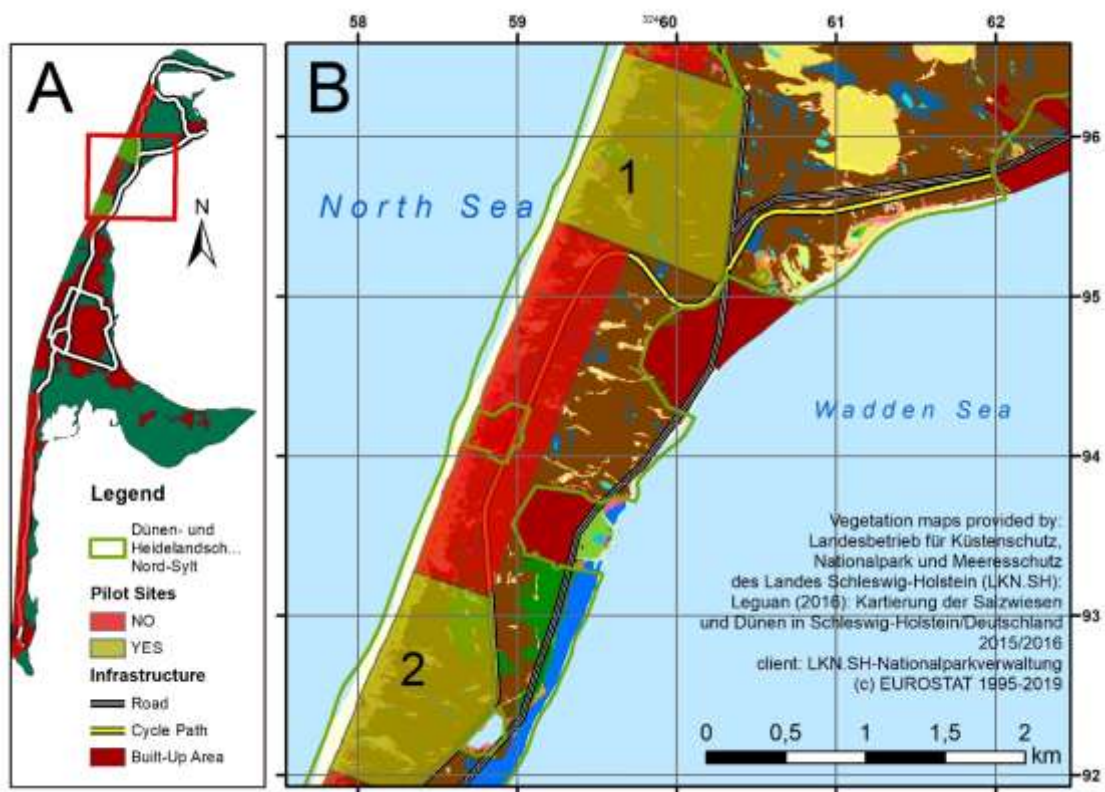 A
N
Legend
Dünen- und
Heidelandsch...
Nord-Sylt
Pilot Sites
NO
YES
Infrastructure
Road
Cycle Path
Built-Up Area
58 59 32460 61 62
B
1
North Sea
96
95
Wadden Sea
94
93
2
92
Vegetation maps provided by:
Landesbetrieb für Küstenschutz,
Nationalpark und Meeresschutz
des Landes Schleswig-Holstein (LKN.SH):
Leguan (2016): Kartierung der Salzwiesen
und Dünen in Schleswig-Holstein/Deutschland
2015/2016
client: LKN.SH-Nationalparkverwaltung
(c) EUROSTAT 1995-2019
0 0,5 1 1,5 2
km